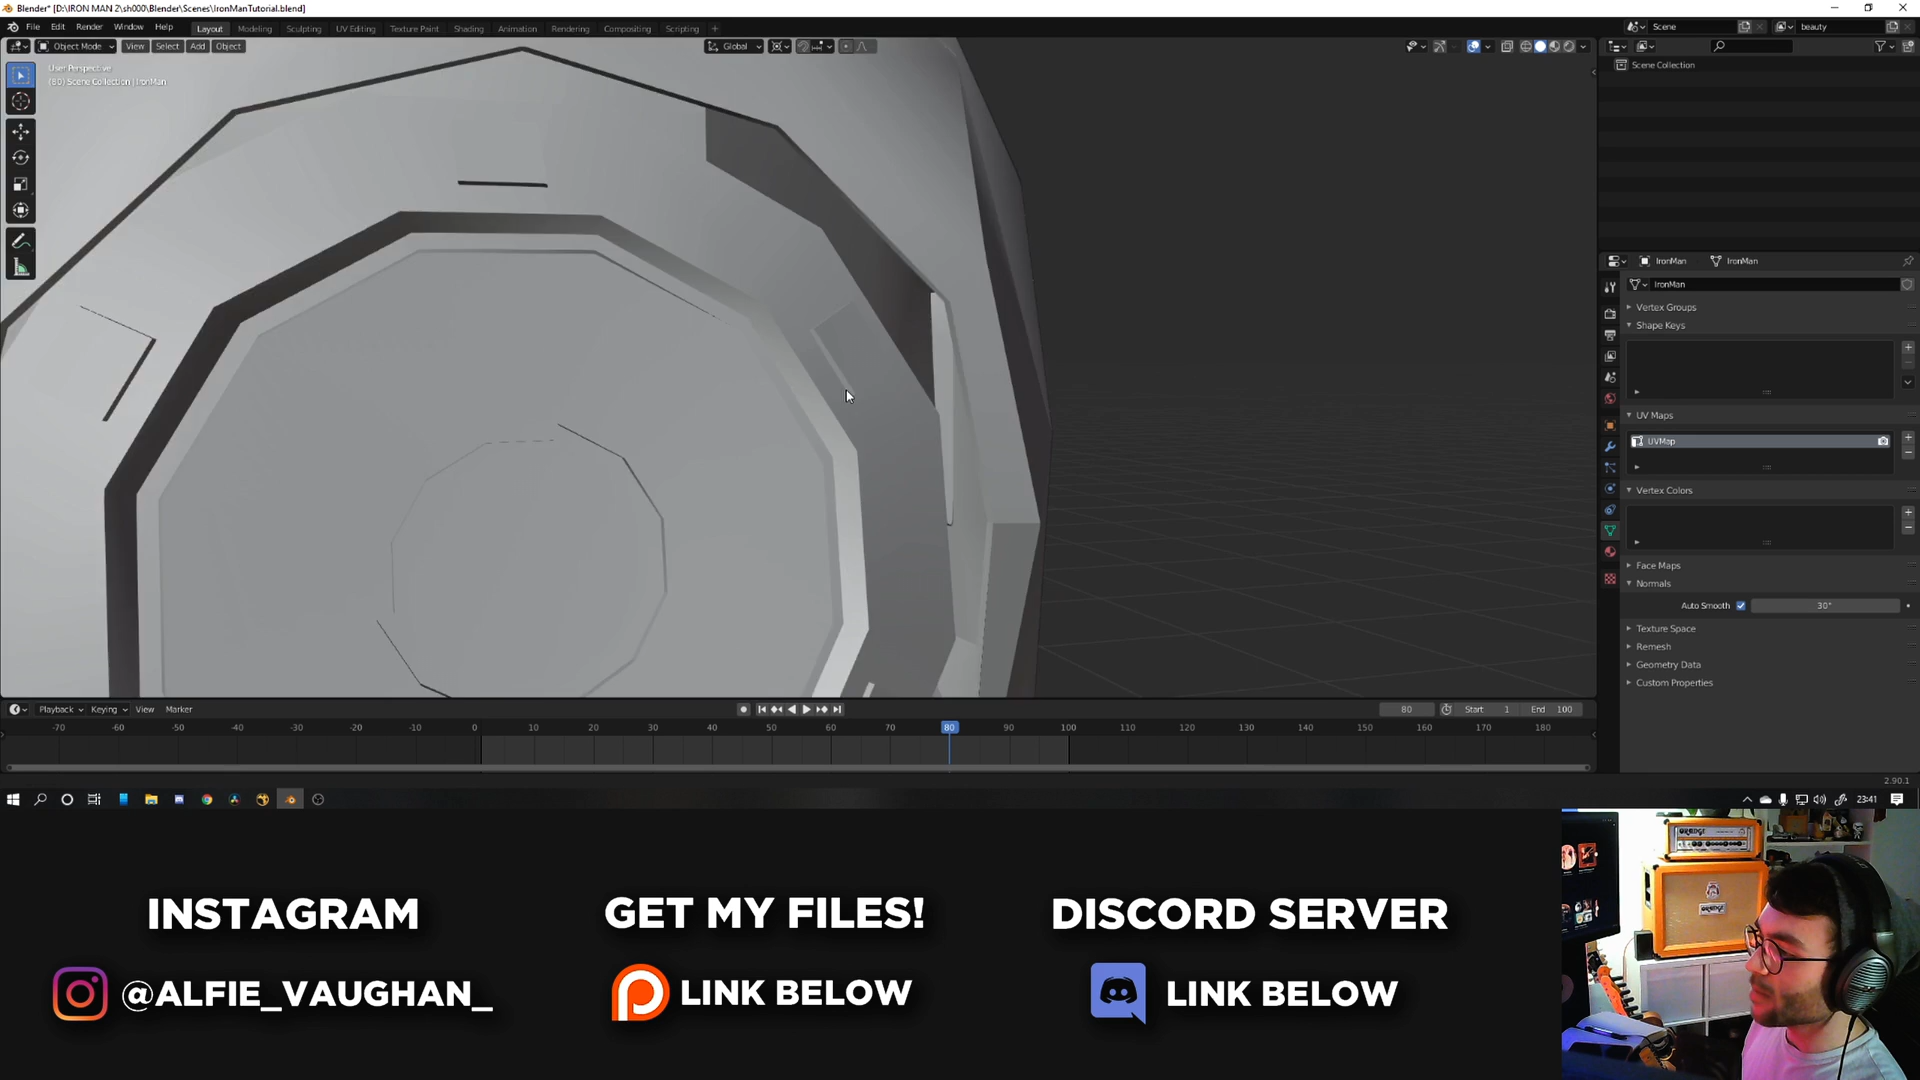 Blender* [D:\IRON MAN 2\sh000\Blender\Scenes\IronManTutorial.blend]
File Edit Render Window Help Layout Modeling Sculpting UV Editing Texture Paint Shading Animation Rendering Compositing Scripting + Scene beauty
Object Mode View Select Add Object Global
User Perspective
(80) Scene Collection | IronMan
Scene Collection
IronMan IronMan
IronMan
Vertex Groups
Shape Keys
UV Maps
UVMap
Vertex Colors
Face Maps
Normals
Auto Smooth 30°
Texture Space
Remesh
Geometry Data
Custom Properties
Playback Keying View Marker 80 Start 1 End 100
-70 -60 -50 -40 -30 -20 -10 0 10 20 30 40 50 60 70 80 90 100 110 120 130 140 150 160 170 180
2.90.1
23:41
INSTAGRAM GET MY FILES! DISCORD SERVER
@ALFIE_VAUGHAN_ LINK BELOW LINK BELOW
ORANGE